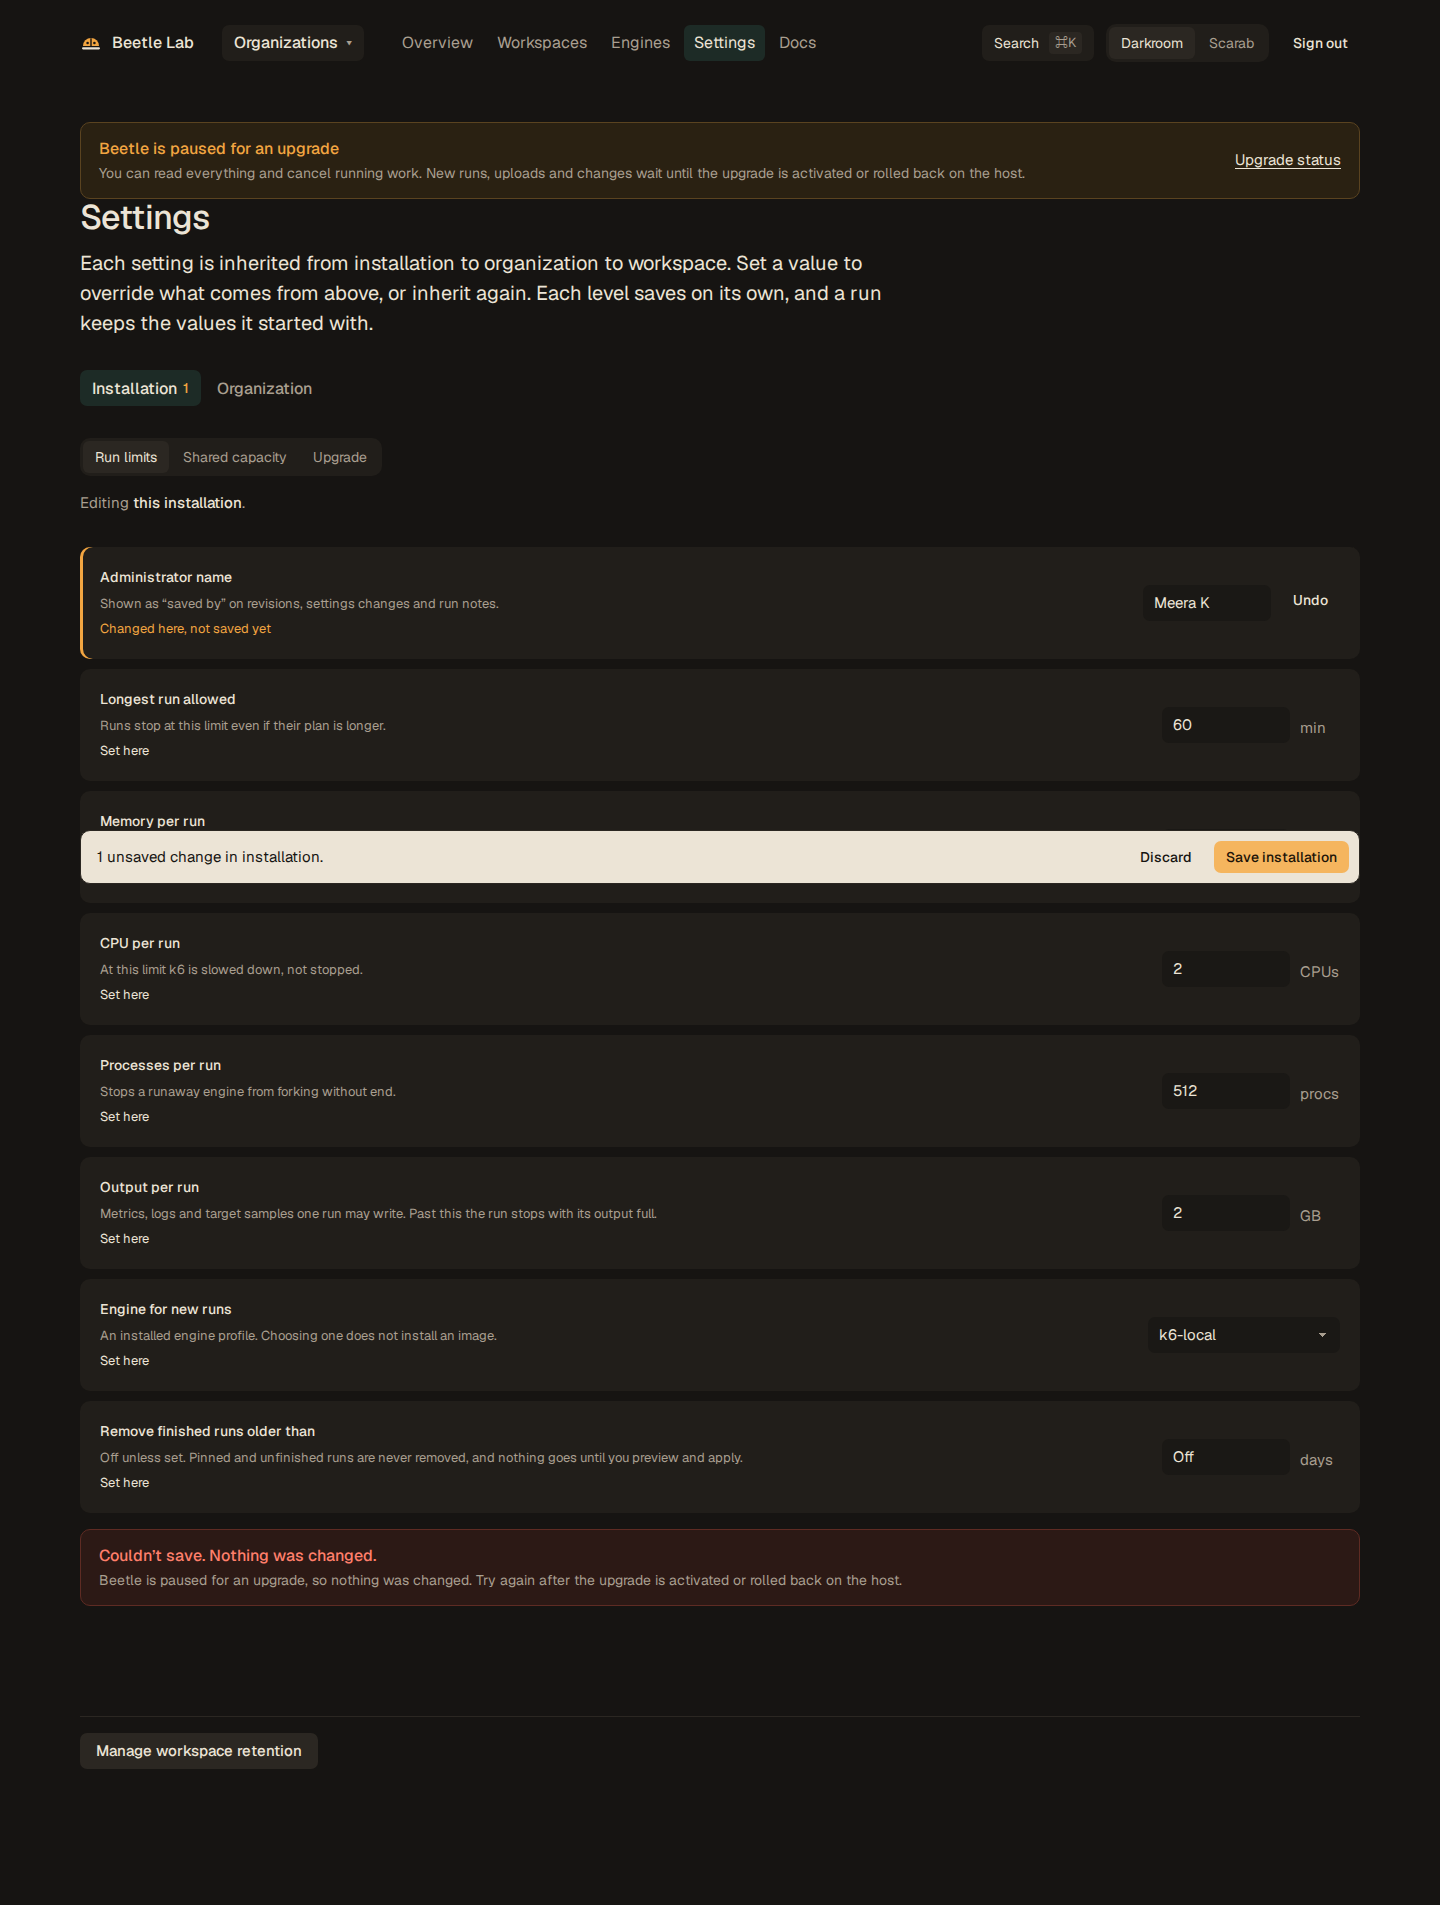 Beetle Lab
Organizations
Overview
Workspaces
Engines
Settings
Docs
Search ⌘K
Darkroom
Scarab
Sign out
Beetle is paused for an upgrade
You can read everything and cancel running work. New runs, uploads and changes wait until the upgrade is activated or rolled back on the host.
Upgrade status
Settings
Each setting is inherited from installation to organization to workspace. Set a value to
override what comes from above, or inherit again. Each level saves on its own, and a run
keeps the values it started with.
Installation 1
Organization
Run limits
Shared capacity
Upgrade
Editing this installation.
Administrator name
Shown as “saved by” on revisions, settings changes and run notes.
Changed here, not saved yet
Meera K
Undo
Longest run allowed
Runs stop at this limit even if their plan is longer.
Set here
60
min
Memory per run
1 unsaved change in installation.
Discard
Save installation
CPU per run
At this limit k6 is slowed down, not stopped.
Set here
2
CPUs
Processes per run
Stops a runaway engine from forking without end.
Set here
512
procs
Output per run
Metrics, logs and target samples one run may write. Past this the run stops with its output full.
Set here
2
GB
Engine for new runs
An installed engine profile. Choosing one does not install an image.
Set here
k6-local
Remove finished runs older than
Off unless set. Pinned and unfinished runs are never removed, and nothing goes until you preview and apply.
Set here
Off
days
Couldn’t save. Nothing was changed.
Beetle is paused for an upgrade, so nothing was changed. Try again after the upgrade is activated or rolled back on the host.
Manage workspace retention